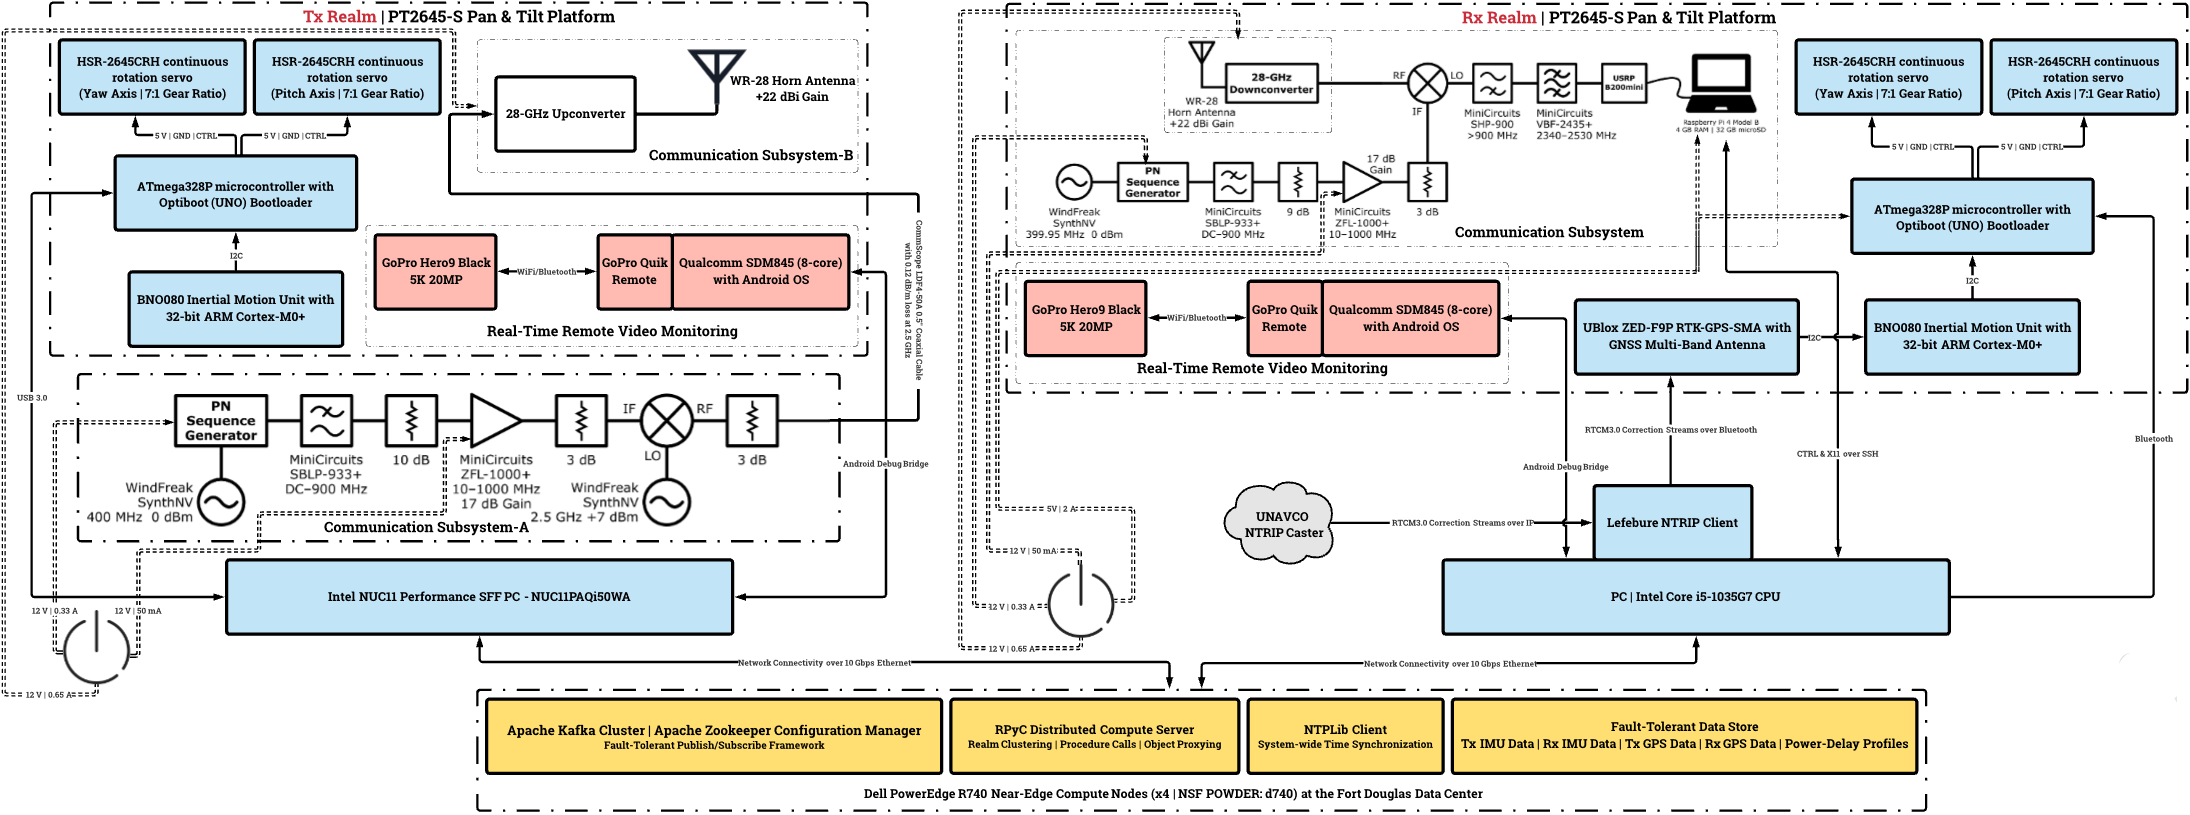 Tx Realm | PT2645-S Pan & Tilt Platform
HSR-2645CRH continuous
rotation servo
(Yaw Axis | 7:1 Gear Ratio)
HSR-2645CRH continuous
rotation servo
(Pitch Axis | 7:1 Gear Ratio)
5 V | GND | CTRL
5 V | GND | CTRL
ATmega328P microcontroller with
Optiboot (UNO) Bootloader
I2C
BNO080 Inertial Motion Unit with
32-bit ARM Cortex-M0+
28-GHz Upconverter
WR-28 Horn Antenna
+22 dBi Gain
Communication Subsystem-B
GoPro Hero9 Black
5K 20MP
WiFi/Bluetooth
GoPro Quik
Remote
Qualcomm SDM845 (8-core)
with Android OS
Real-Time Remote Video Monitoring
CommScope LDF4-50A 0.5" Coaxial Cable
with 0.12 dB/m loss at 2.5 GHz
USB 3.0
PN
Sequence
Generator
MiniCircuits
SBLP-933+
DC−900 MHz
10 dB
MiniCircuits
ZFL-1000+
10−1000 MHz
17 dB Gain
3 dB
IF
RF
LO
3 dB
WindFreak
SynthNV
400 MHz 0 dBm
WindFreak
SynthNV
2.5 GHz +7 dBm
Communication Subsystem-A
Android Debug Bridge
Intel NUC11 Performance SFF PC - NUC11PAQi50WA
12 V | 0.33 A
12 V | 50 mA
12 V | 0.65 A
Network Connectivity over 10 Gbps Ethernet
Rx Realm | PT2645-S Pan & Tilt Platform
WR-28
Horn Antenna
+22 dBi Gain
28-GHz
Downconverter
RF
LO
IF
MiniCircuits
SHP-900
>900 MHz
MiniCircuits
VBF-2435+
2340−2530 MHz
USRP
B200mini
Raspberry Pi 4 Model B
4 GB RAM | 32 GB microSD
WindFreak
SynthNV
399.95 MHz 0 dBm
PN
Sequence
Generator
MiniCircuits
SBLP-933+
DC−900 MHz
9 dB
17 dB
Gain
MiniCircuits
ZFL-1000+
10−1000 MHz
3 dB
Communication Subsystem
HSR-2645CRH continuous
rotation servo
(Yaw Axis | 7:1 Gear Ratio)
HSR-2645CRH continuous
rotation servo
(Pitch Axis | 7:1 Gear Ratio)
5 V | GND | CTRL
5 V | GND | CTRL
ATmega328P microcontroller with
Optiboot (UNO) Bootloader
I2C
GoPro Hero9 Black
5K 20MP
WiFi/Bluetooth
GoPro Quik
Remote
Qualcomm SDM845 (8-core)
with Android OS
Real-Time Remote Video Monitoring
UBlox ZED-F9P RTK-GPS-SMA with
GNSS Multi-Band Antenna
I2C
BNO080 Inertial Motion Unit with
32-bit ARM Cortex-M0+
RTCM3.0 Correction Streams over Bluetooth
Bluetooth
CTRL & X11 over SSH
Android Debug Bridge
UNAVCO
NTRIP Caster
RTCM3.0 Correction Streams over IP
Lefebure NTRIP Client
5V | 2 A
12 V | 50 mA
12 V | 0.33 A
12 V | 0.65 A
PC | Intel Core i5-1035G7 CPU
Network Connectivity over 10 Gbps Ethernet
Apache Kafka Cluster | Apache Zookeeper Configuration Manager
Fault-Tolerant Publish/Subscribe Framework
RPyC Distributed Compute Server
Realm Clustering | Procedure Calls | Object Proxying
NTPLib Client
System-wide Time Synchronization
Fault-Tolerant Data Store
Tx IMU Data | Rx IMU Data | Tx GPS Data | Rx GPS Data | Power-Delay Profiles
Dell PowerEdge R740 Near-Edge Compute Nodes (x4 | NSF POWDER: d740) at the Fort Douglas Data Center